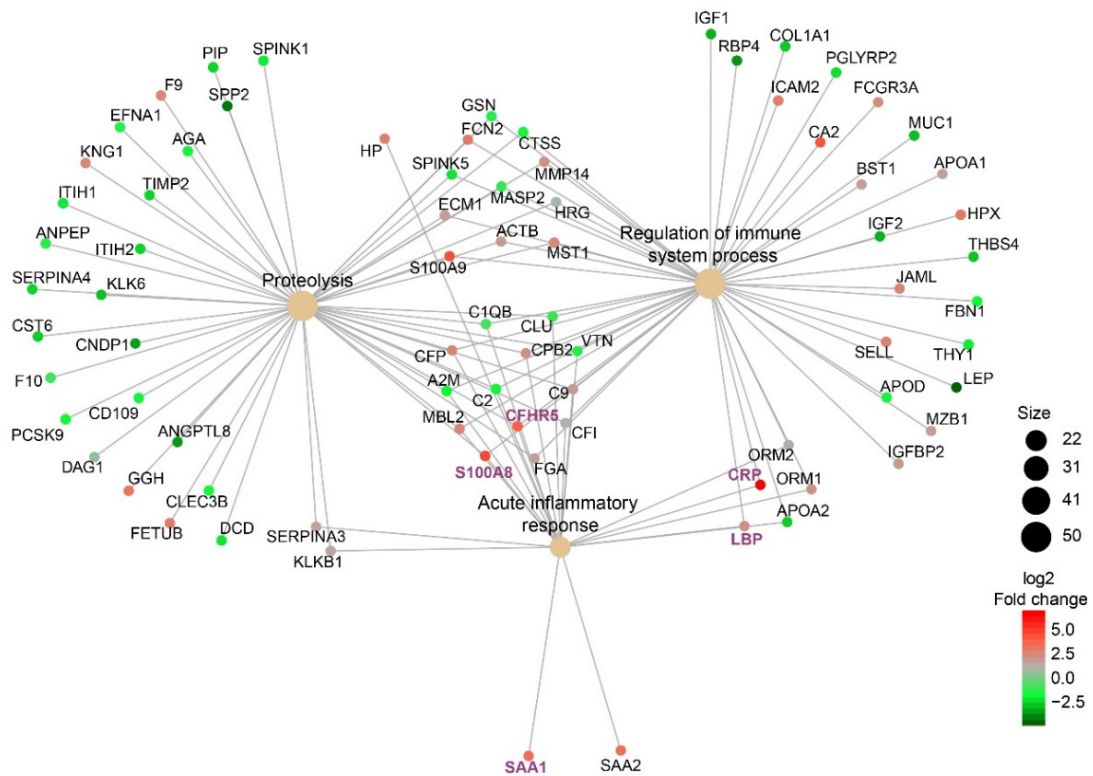 IGF1
COL1A1
RBP4
PIP
SPINK1
PGLYRP2
F9
SPP2
ICAM2
FCGR3A
GSN
EFNA1
AGA
FCN2
CTSS
CA2
MUC1
KNG1
HP
SPINK5
MMP14
BST1
APOA1
ITIH1
TIMP2
MASP2
ECM1
HRG
HPX
ANPEP
ITIH2
ACTB
MST1
Regulation of immune
system process
IGF2
THBS4
S100A9
Proteolysis
SERPINA4
KLK6
JAML
C1QB
CLU
FBN1
CST6
CNDP1
CFP
CPB2
VTN
SELL
THY1
F10
A2M
C2
C9
LEP
APOD
PCSK9
CD109
MBL2
CFHR5
CFI
MZB1
ANGPTL8
DAG1
S100A8
FGA
ORM2
IGFBP2
GGH
CLEC3B
CRP
ORM1
Acute inflammatory
response
APOA2
FETUB
DCD
SERPINA3
LBP
KLKB1
SAA1
SAA2
Size
22
31
41
50
log2
Fold change
5.0
2.5
0.0
−2.5